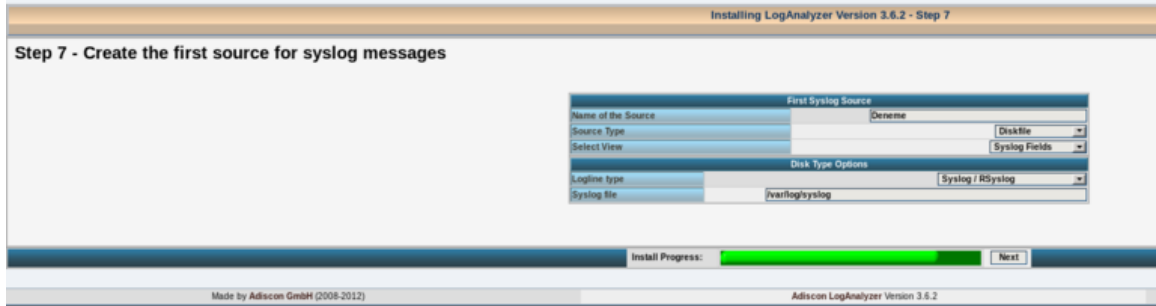 Installing LogAnalyzer Version 3.6.2 - Step 7
Step 7 - Create the first source for syslog messages
First Syslog Source
Name of the Source Deneme
Source Type Diskfile
Select View Syslog Fields
Disk Type Options
Logline type Syslog / RSyslog
Syslog file /var/log/syslog
Install Progress: Next
Made by Adiscon GmbH (2008-2012) Adiscon LogAnalyzer Version 3.6.2